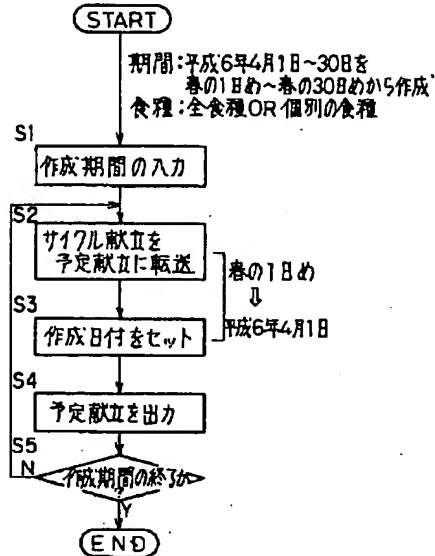 START
期間:平成6年4月1日~30日を
春の1日め~春の30日めから作成
食種:全食種OR個別の食種
S1
作成期間の入力
S2
サイクル献立を
予定献立に転送
春の1日め
⇩
平成6年4月1日
S3
作成日付をセット
S4
予定献立を出力
S5
N
作成期間の終了か
?
Y
END